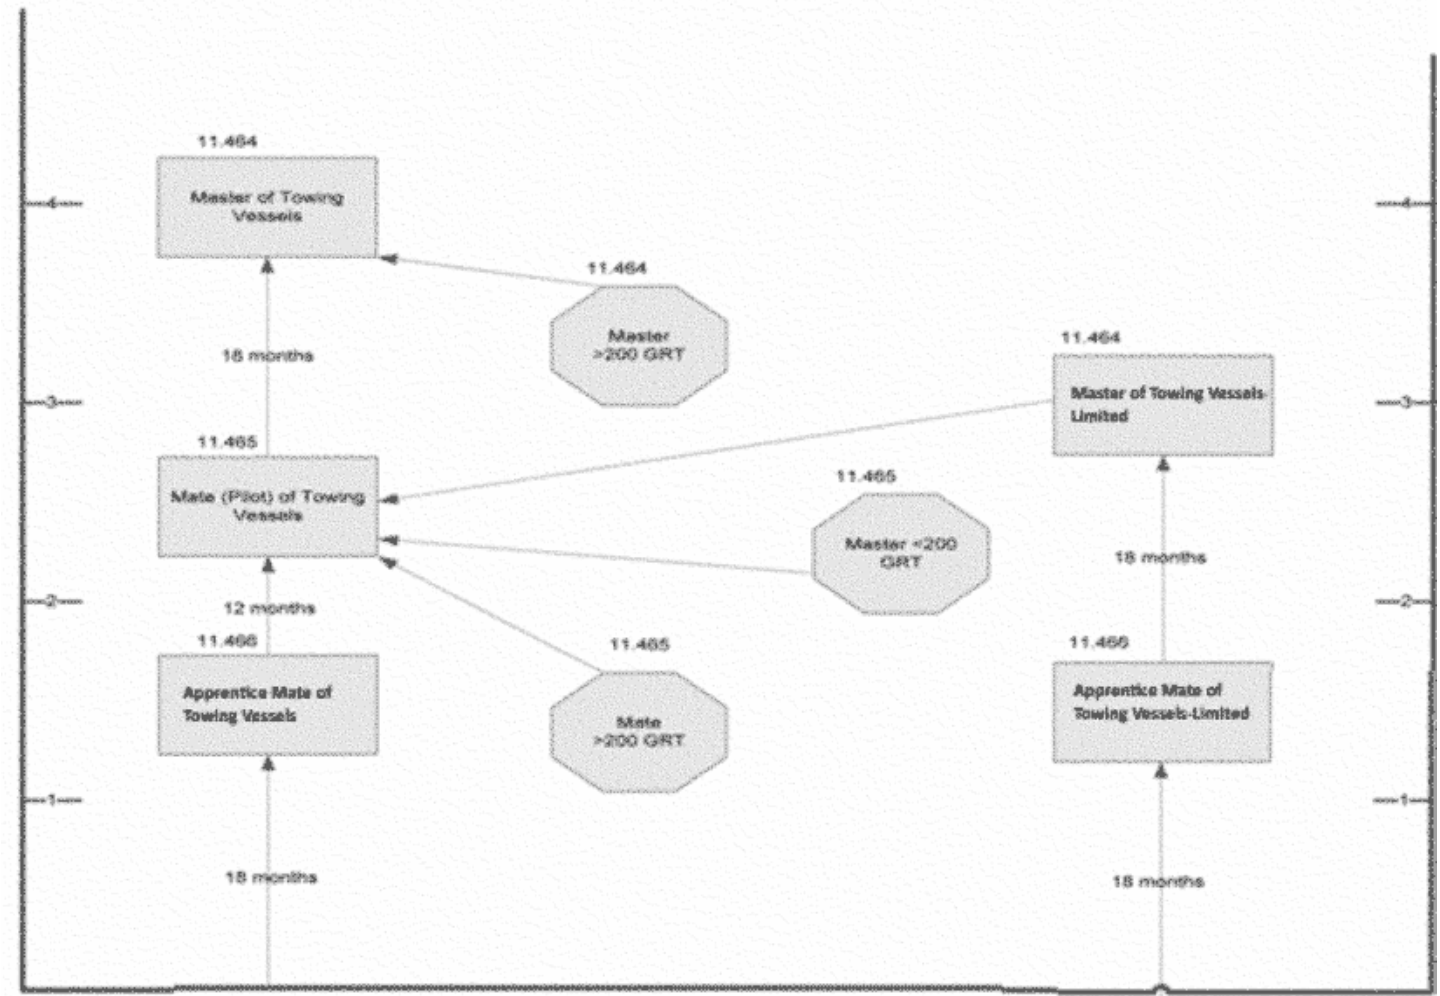 11.464
Master of Towing
Vessels
4
4
11.464
Master
>200 GRT
11.464
Master of Towing Vessels-
Limited
18 months
3
3
11.465
Mate (Pilot) of Towing
Vessels
11.465
Master <200
GRT
18 months
12 months
2
2
11.466
Apprentice Mate of
Towing Vessels
11.465
Mate
>200 GRT
11.466
Apprentice Mate of
Towing Vessels-Limited
1
1
18 months
18 months